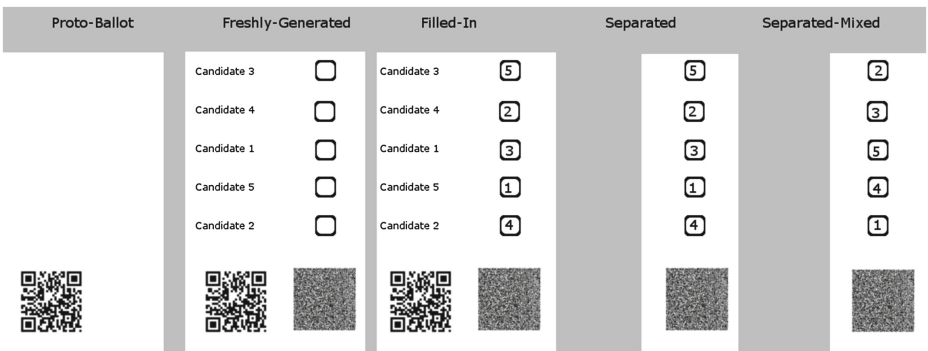 Proto-Ballot Freshly-Generated Filled-In Separated Separated-Mixed
Candidate 3 Candidate 3 5 5 2
Candidate 4 Candidate 4 2 2 3
Candidate 1 Candidate 1 3 3 5
Candidate 5 Candidate 5 1 1 4
Candidate 2 Candidate 2 4 4 1